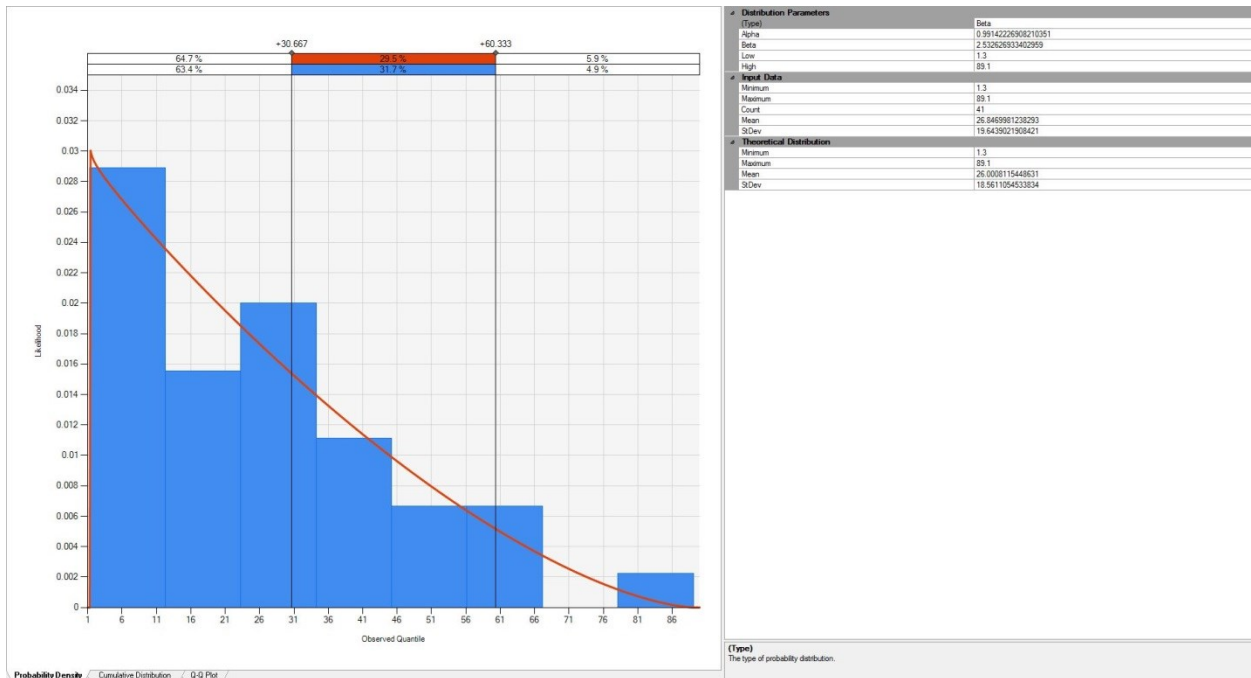 +30.667 +60.333
64.7 % 29.5 % 5.9 %
63.4 % 31.7 % 4.9 %
0.034
0.032
0.03
0.028
0.026
0.024
0.022
0.02
0.018
0.016
0.014
0.012
0.01
0.008
0.006
0.004
0.002
0
Likelihood
1 6 11 16 21 26 31 36 41 46 51 56 61 66 71 76 81 86
Observed Quantile
Probability Density Cumulative Distribution Q-Q Plot
Distribution Parameters
(Type) Beta
Alpha 0.99142226908210351
Beta 2.532626933402959
Low 1.3
High 89.1
Input Data
Minimum 1.3
Maximum 89.1
Count 41
Mean 26.8469981238293
StDev 19.6439021908421
Theoretical Distribution
Minimum 1.3
Maximum 89.1
Mean 26.0008115448631
StDev 18.5611054533834
(Type)
The type of probability distribution.